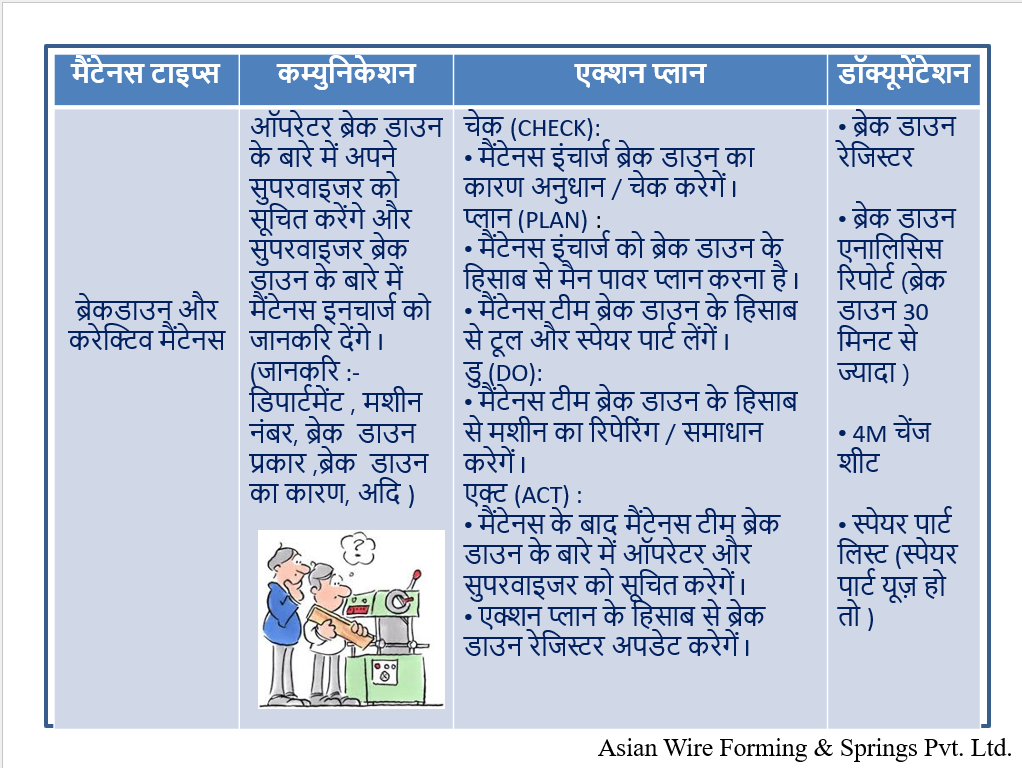 मैंटेनस टाइप्स
कम्युनिकेशन
एक्शन प्लान
डॉक्यूमेंटेशन
ब्रेकडाउन और
करेक्टिव मैंटेनस
ऑपरेटर ब्रेक डाउन
के बारे में अपने
सुपरवाइजर को
सूचित करेंगे और
सुपरवाइजर ब्रेक
डाउन के बारे में
मैंटेनस इनचार्ज को
जानकरि देंगे ।
(जानकरि :-
डिपार्टमेंट , मशीन
नंबर, ब्रेक डाउन
प्रकार ,ब्रेक डाउन
का कारण, अदि )
?
चेक (CHECK):
• मैंटेनस इंचार्ज ब्रेक डाउन का
कारण अनुधान / चेक करेगें ।
प्लान (PLAN) :
• मैंटेनस इंचार्ज को ब्रेक डाउन के
हिसाब से मैन पावर प्लान करना है ।
• मैंटेनस टीम ब्रेक डाउन के हिसाब
से टूल और स्पेयर पार्ट लेंगें ।
डु (DO):
• मैंटेनस टीम ब्रेक डाउन के हिसाब
से मशीन का रिपेरिंग / समाधान
करेगें ।
एक्ट (ACT) :
• मैंटेनस के बाद मैंटेनस टीम ब्रेक
डाउन के बारे में ऑपरेटर और
सुपरवाइजर को सूचित करेगें ।
• एक्शन प्लान के हिसाब से ब्रेक
डाउन रेजिस्टर अपडेट करेगें ।
• ब्रेक डाउन
रेजिस्टर
• ब्रेक डाउन
एनालिसिस
रिपोर्ट (ब्रेक
डाउन 30
मिनट से
ज्यादा )
• 4M चेंज
शीट
• स्पेयर पार्ट
लिस्ट (स्पेयर
पार्ट यूज़ हो
तो )
Asian Wire Forming & Springs Pvt. Ltd.